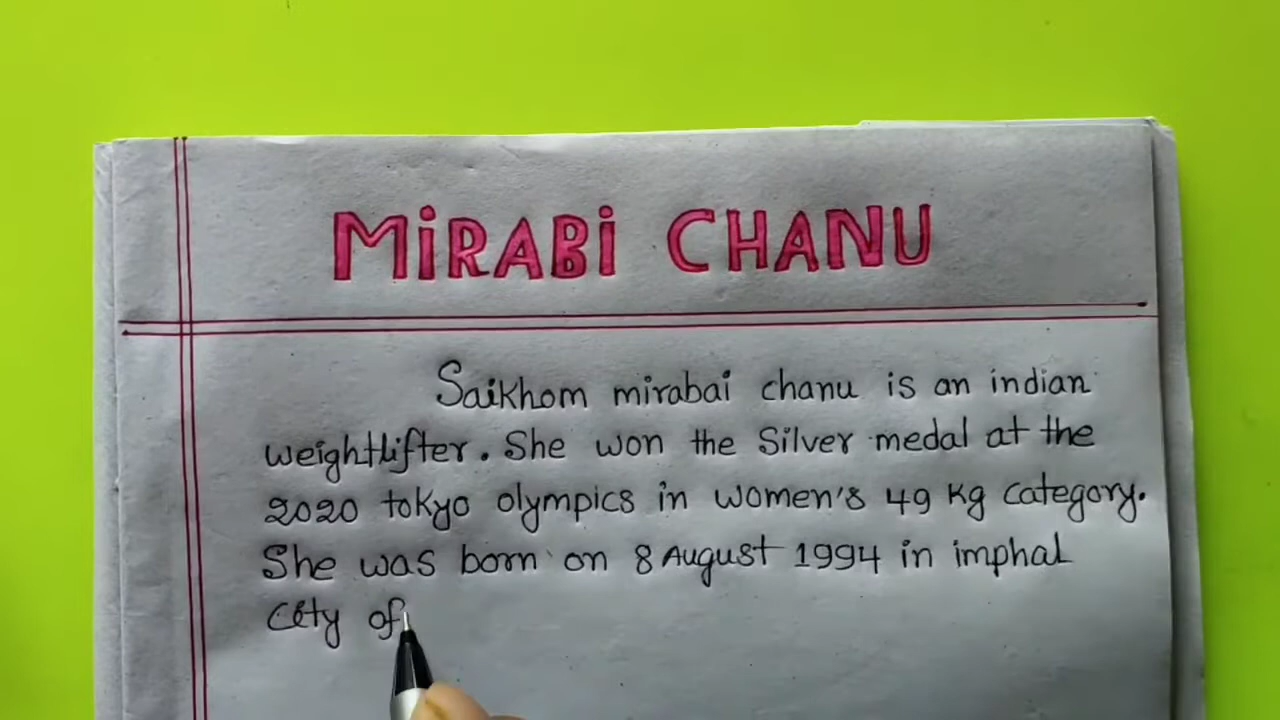 MiRABi CHANU
Saikhom mirabai chanu is an indian
weightlifter. She won the Silver medal at the
2020 tokyo olympics in women's 49 kg category.
She was born on 8 August 1994 in imphal
City of